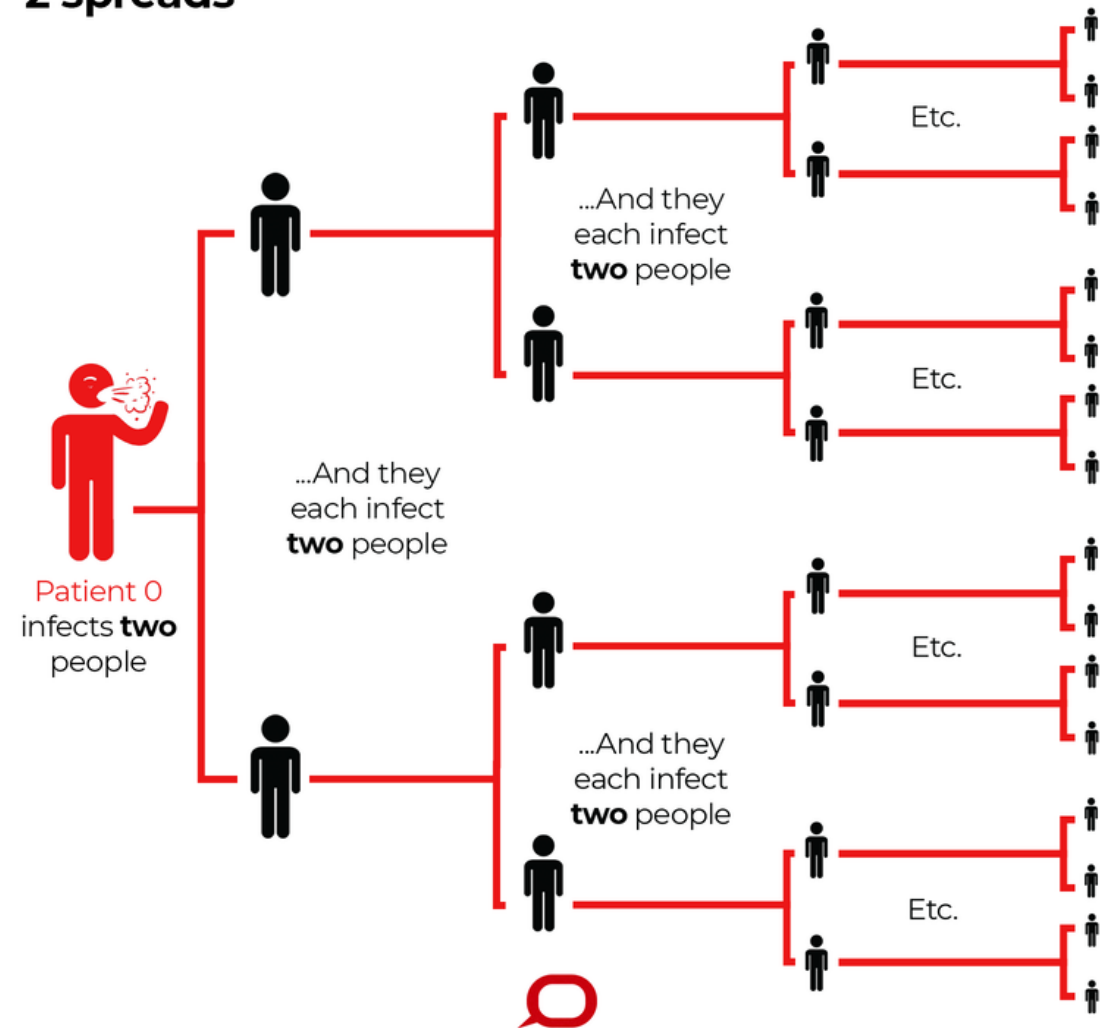 2 spreads
Etc.
...And they
each infect
two people
Etc.
...And they
each infect
two people
Patient 0
infects two
people
Etc.
...And they
each infect
two people
Etc.